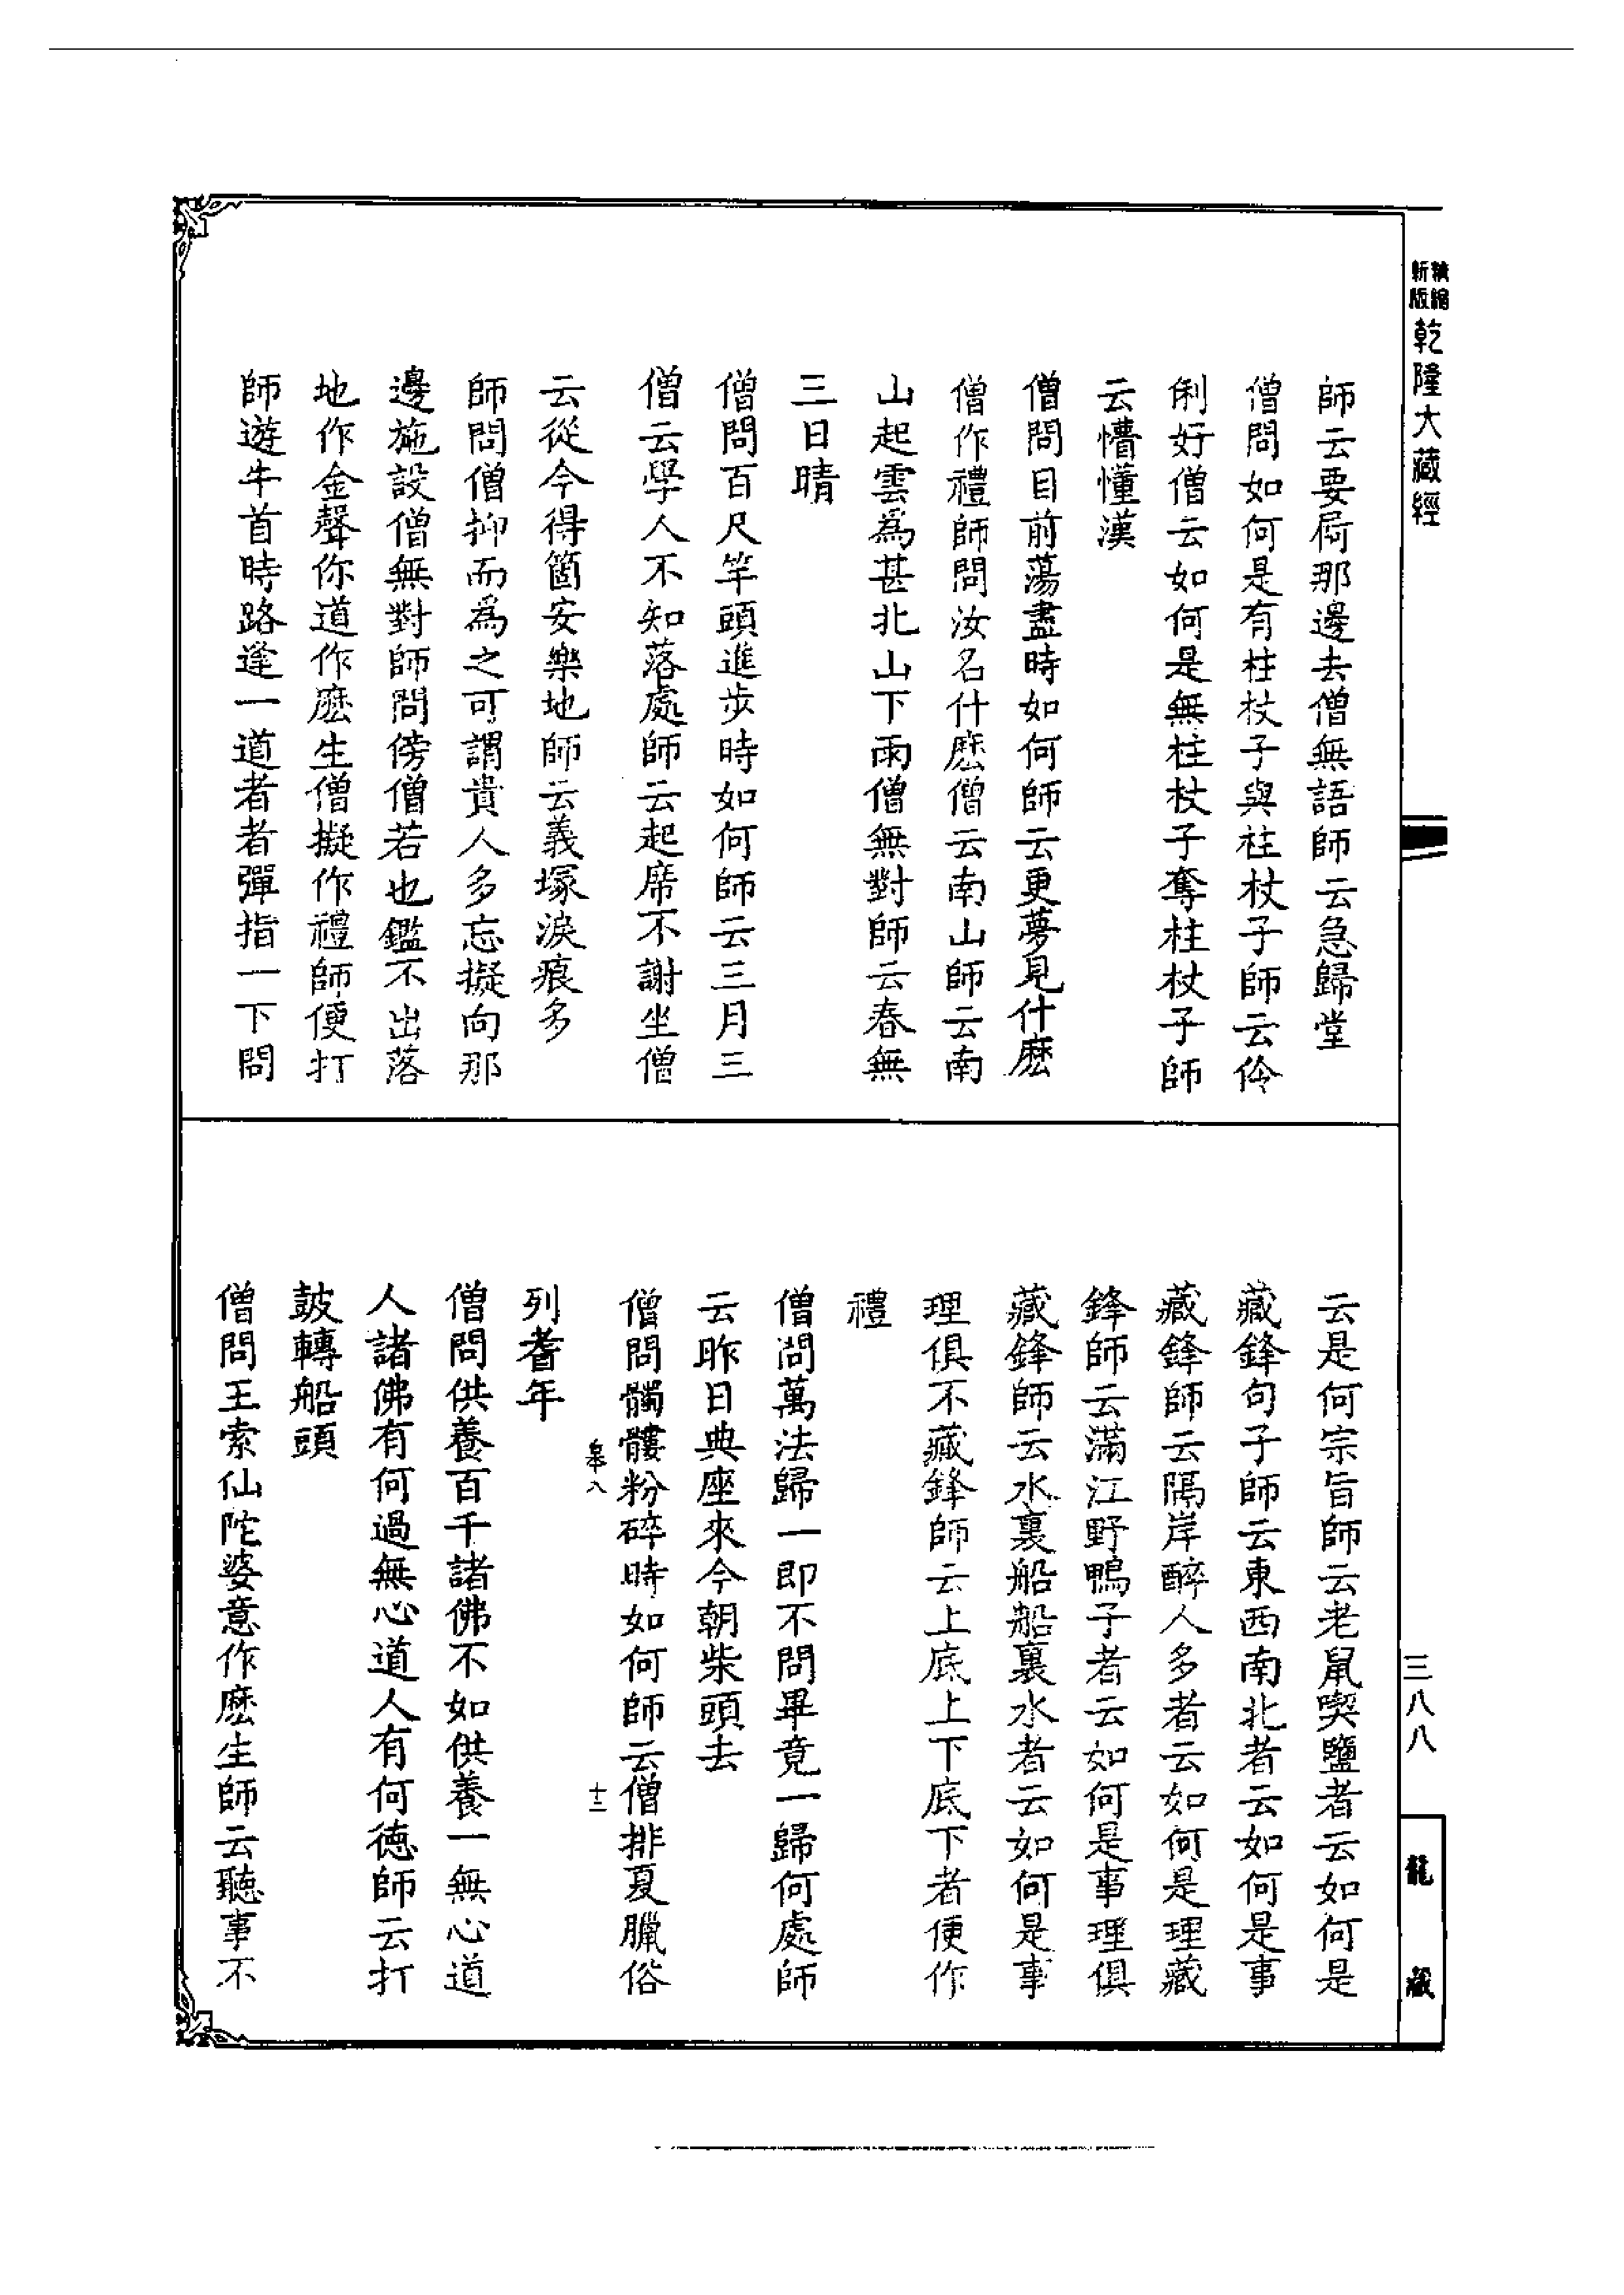 精縮
新版
乾隆大藏經
師云要屙那邊去僧無語師云急歸堂
僧問如何是有柱杖子與柱杖子師云伶
俐好僧云如何是無柱杖子奪柱杖子師
云懵懂漢
僧問目前蕩盡時如何師云更夢見什麽
僧作禮師問汝名什麽僧云南山師云南
山起雲爲甚北山下雨僧無對師云春無
三日晴
僧問百尺竿頭進步時如何師云三月三
僧云學人不知落處師云起席不謝坐僧
云從今得箇安樂地師云義塚淚痕多
師問僧抑而爲之可謂貴人多忘擬向那
邊施設僧無對師問傍僧若也鑑不出落
地作金聲你道作麽生僧擬作禮師便打
師遊牛首時路逢一道者者彈指一下問
云是何宗旨師云老鼠喫鹽者云如何是
藏鋒句子師云東西南北者云如何是事
藏鋒師云隔岸醉人多者云如何是理藏
鋒師云滿江野鴨子者云如何是事理俱
藏鋒師云水裏船船裏水者云如何是事
理俱不藏鋒師云上底上下底下者便作
禮
僧問萬法歸一即不問畢竟一歸何處師
云昨日典座來今朝柴頭去
僧問髑髏粉碎時如何師云僧排夏臘俗
皋八
十三
列耆年
僧問供養百千諸佛不如供養一無心道
人諸佛有何過無心道人有何德師云打
鼓轉船頭
僧問王索仙陀婆意作麽生師云聽事不
三八八
龍藏